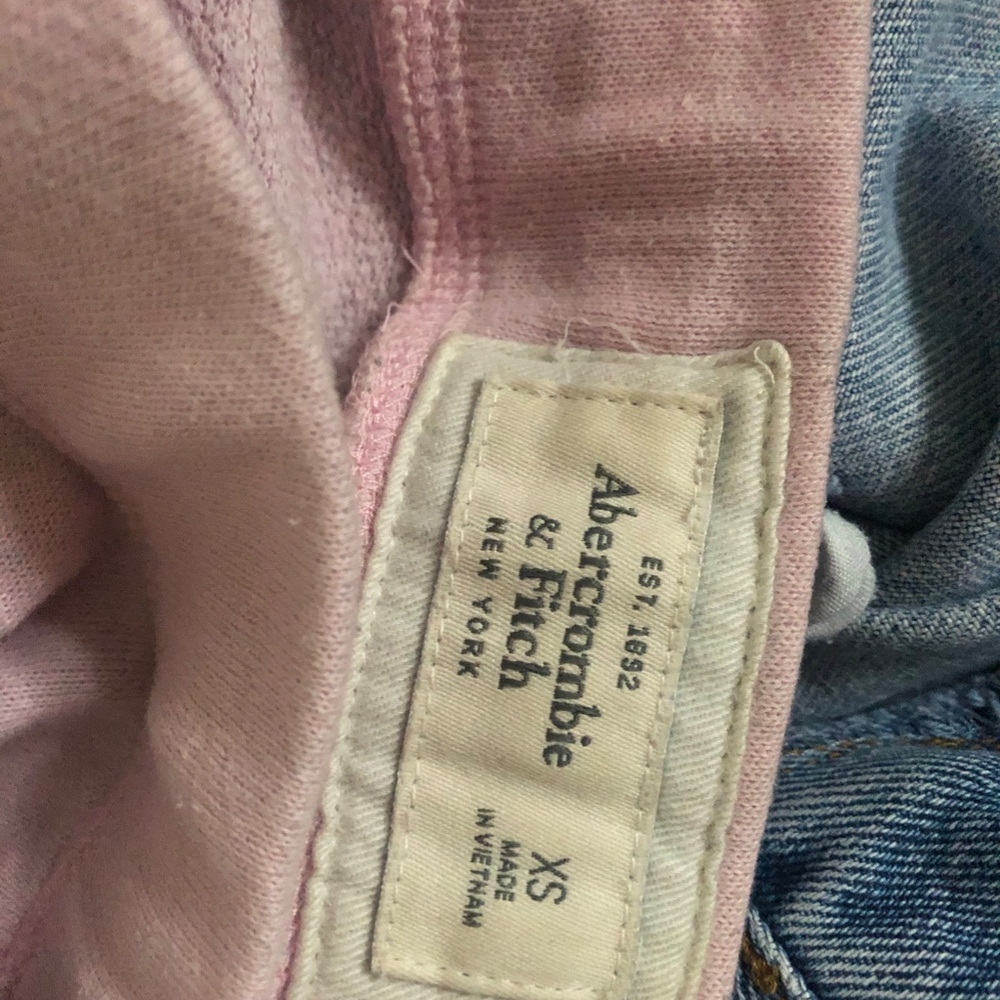 EST. 1892
Abercrombie
& Fitch
NEW YORK
XS
MADE
IN VIETNAM